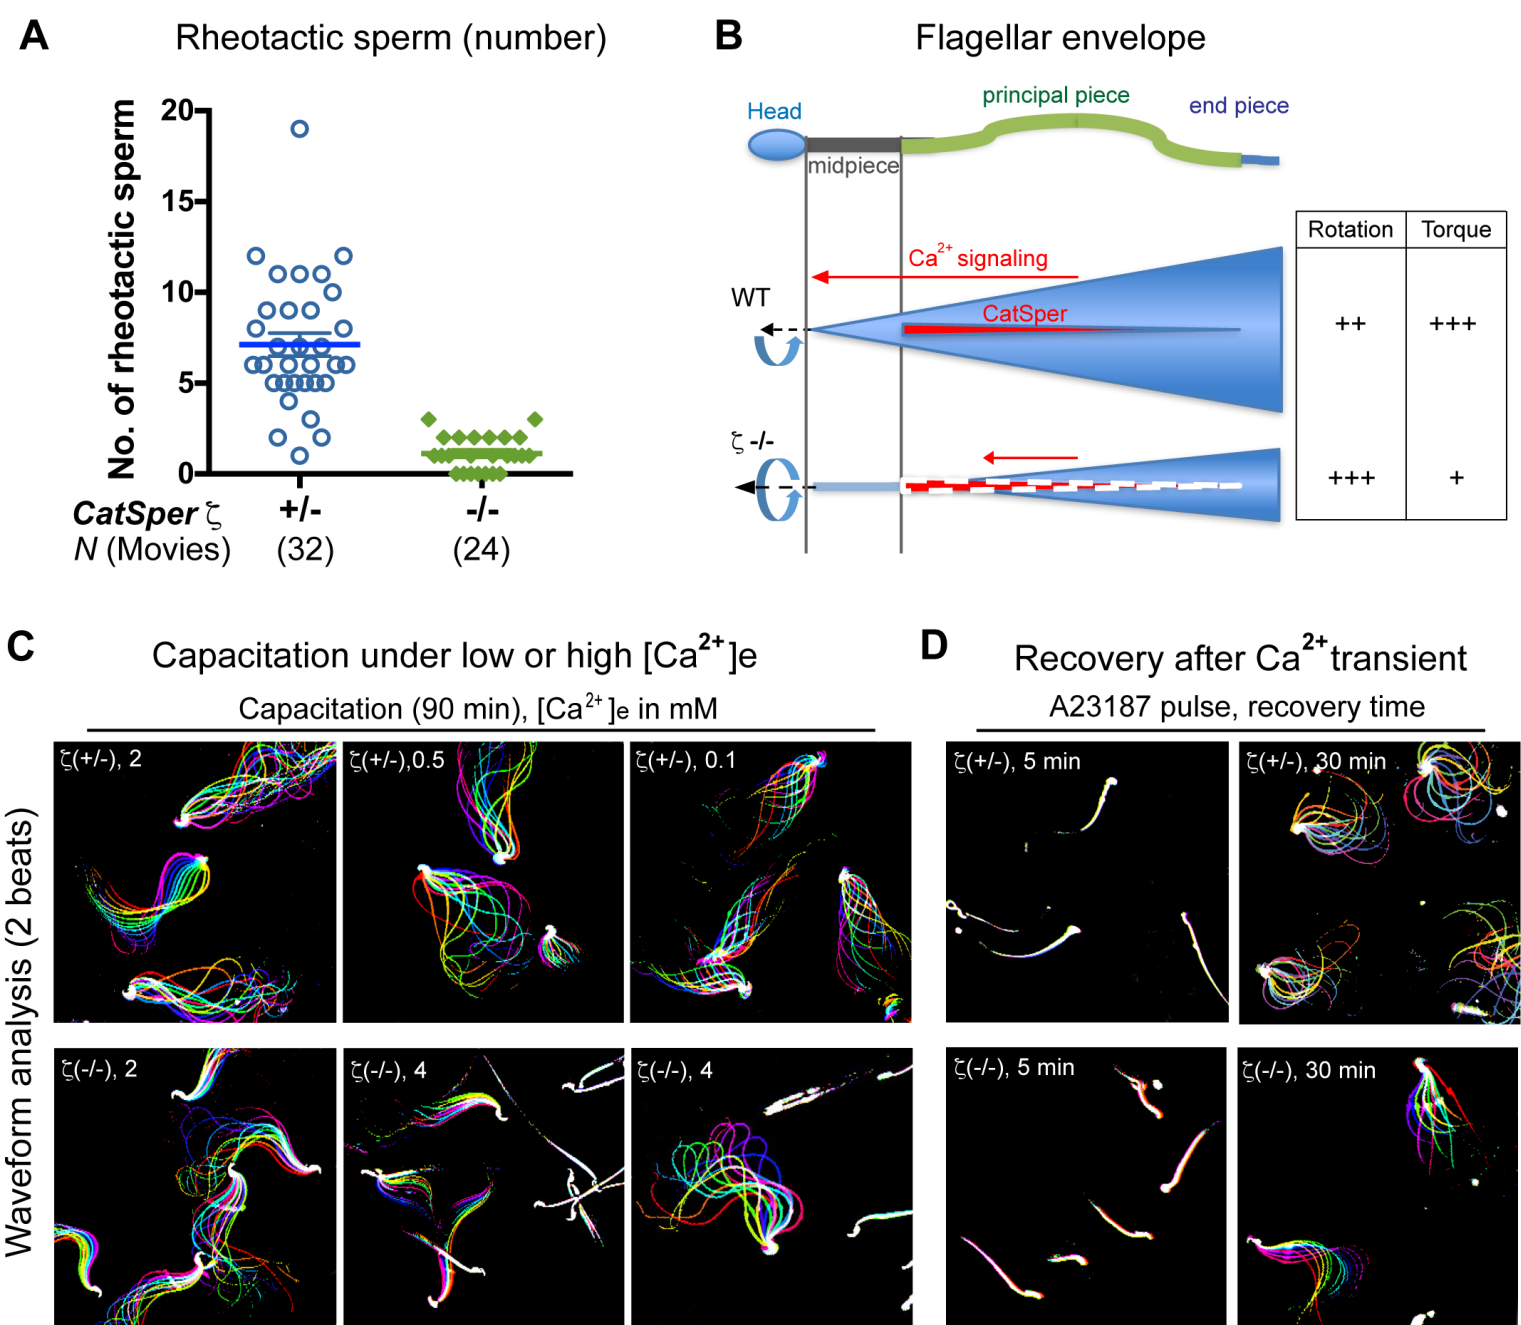 A
Rheotactic sperm (number)
No. of rheotactic sperm
20
15
10
5
0
CatSper ζ
+/-
-/-
N (Movies)
(32)
(24)
B
Flagellar envelope
Head
midpiece
principal piece
end piece
Ca2+ signaling
WT
CatSper
ζ -/-
Rotation
Torque
++
+++
+++
+
C
Capacitation under low or high [Ca2+]e
Capacitation (90 min), [Ca2+]e in mM
Waveform analysis (2 beats)
ζ(+/-), 2
ζ(+/-),0.5
ζ(+/-), 0.1
ζ(-/-), 2
ζ(-/-), 4
ζ(-/-), 4
D
Recovery after Ca2+transient
A23187 pulse, recovery time
ζ(+/-), 5 min
ζ(+/-), 30 min
ζ(-/-), 5 min
ζ(-/-), 30 min